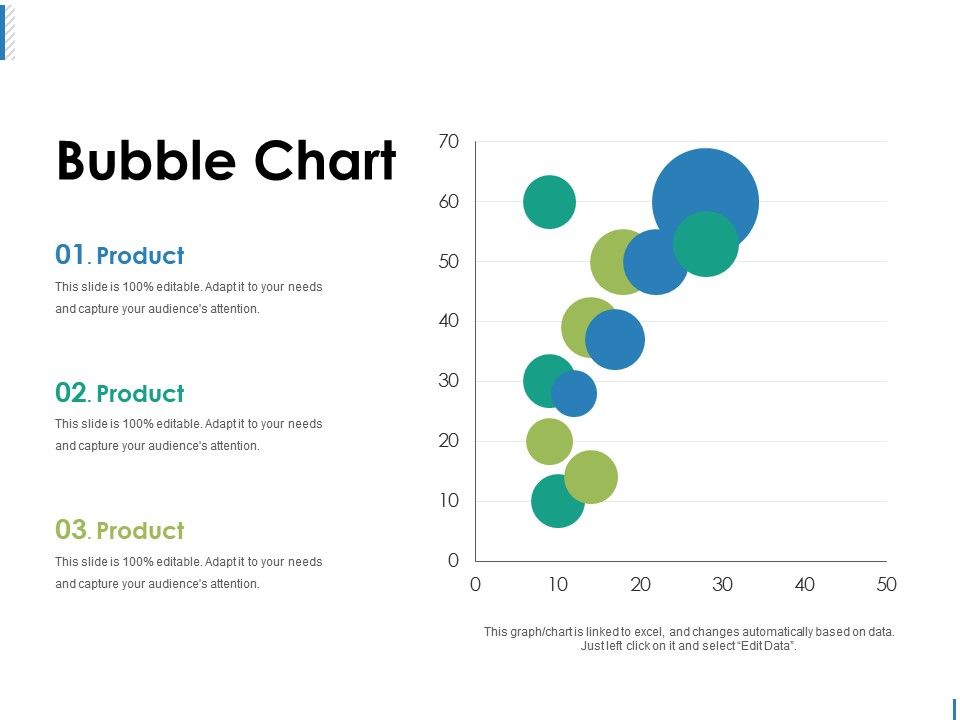 Bubble Chart
01. Product
This slide is 100% editable. Adapt it to your needs
and capture your audience's attention.
02. Product
This slide is 100% editable. Adapt it to your needs
and capture your audience's attention.
03. Product
This slide is 100% editable. Adapt it to your needs
and capture your audience's attention.
70
60
50
40
30
20
10
0
0 10 20 30 40 50
This graph/chart is linked to excel, and changes automatically based on data.
Just left click on it and select “Edit Data”.